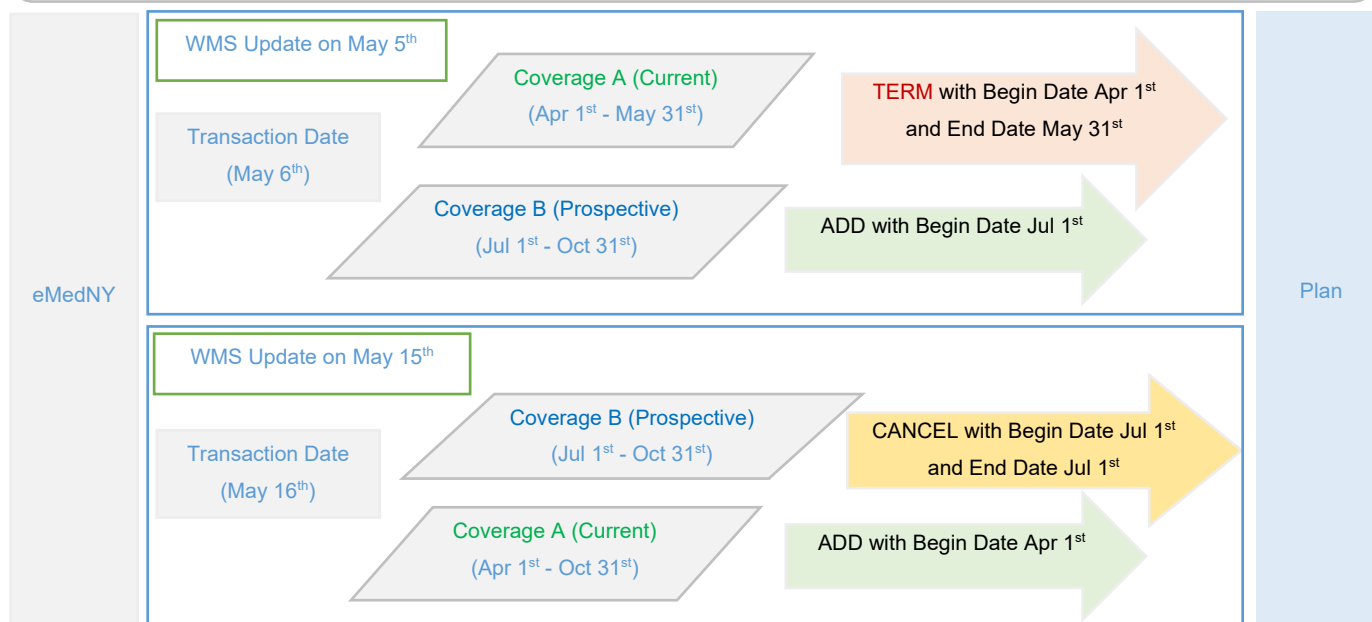 eMedNY
WMS Update on May 5th
Transaction Date
(May 6th)
Coverage A (Current)
(Apr 1st - May 31st)
TERM with Begin Date Apr 1st
and End Date May 31st
Coverage B (Prospective)
(Jul 1st - Oct 31st)
ADD with Begin Date Jul 1st
WMS Update on May 15th
Transaction Date
(May 16th)
Coverage B (Prospective)
(Jul 1st - Oct 31st)
CANCEL with Begin Date Jul 1st
and End Date Jul 1st
Coverage A (Current)
(Apr 1st - Oct 31st)
ADD with Begin Date Apr 1st
Plan